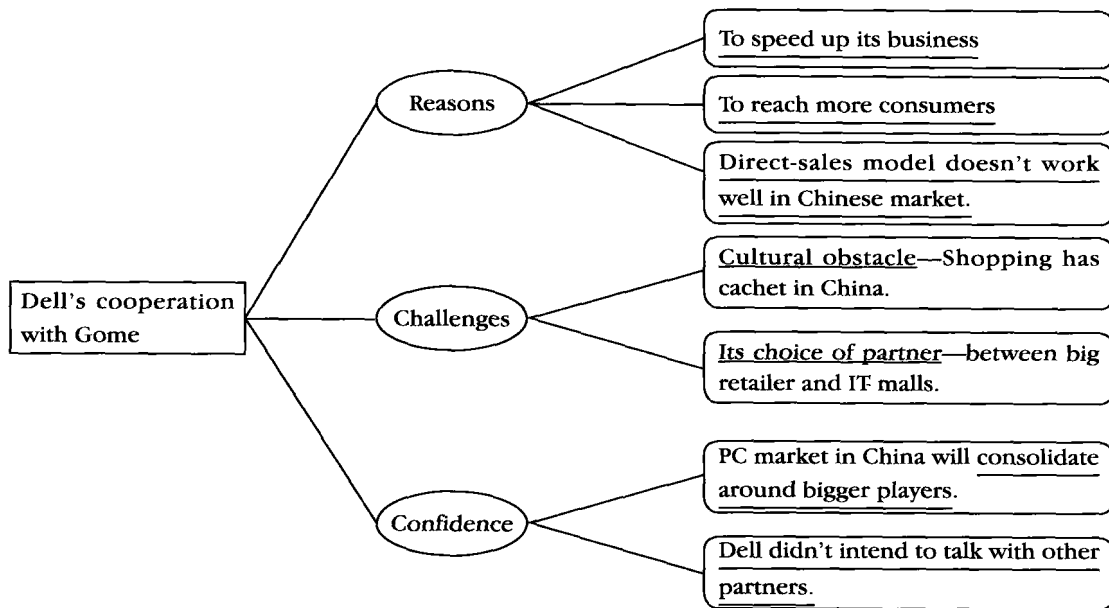 Dell's cooperation
with Gome
Reasons
To speed up its business
To reach more consumers
Direct-sales model doesn't work
well in Chinese market.
Challenges
Cultural obstacle—Shopping has
cachet in China.
Its choice of partner—between big
retailer and IT malls.
Confidence
PC market in China will consolidate
around bigger players.
Dell didn't intend to talk with other
partners.